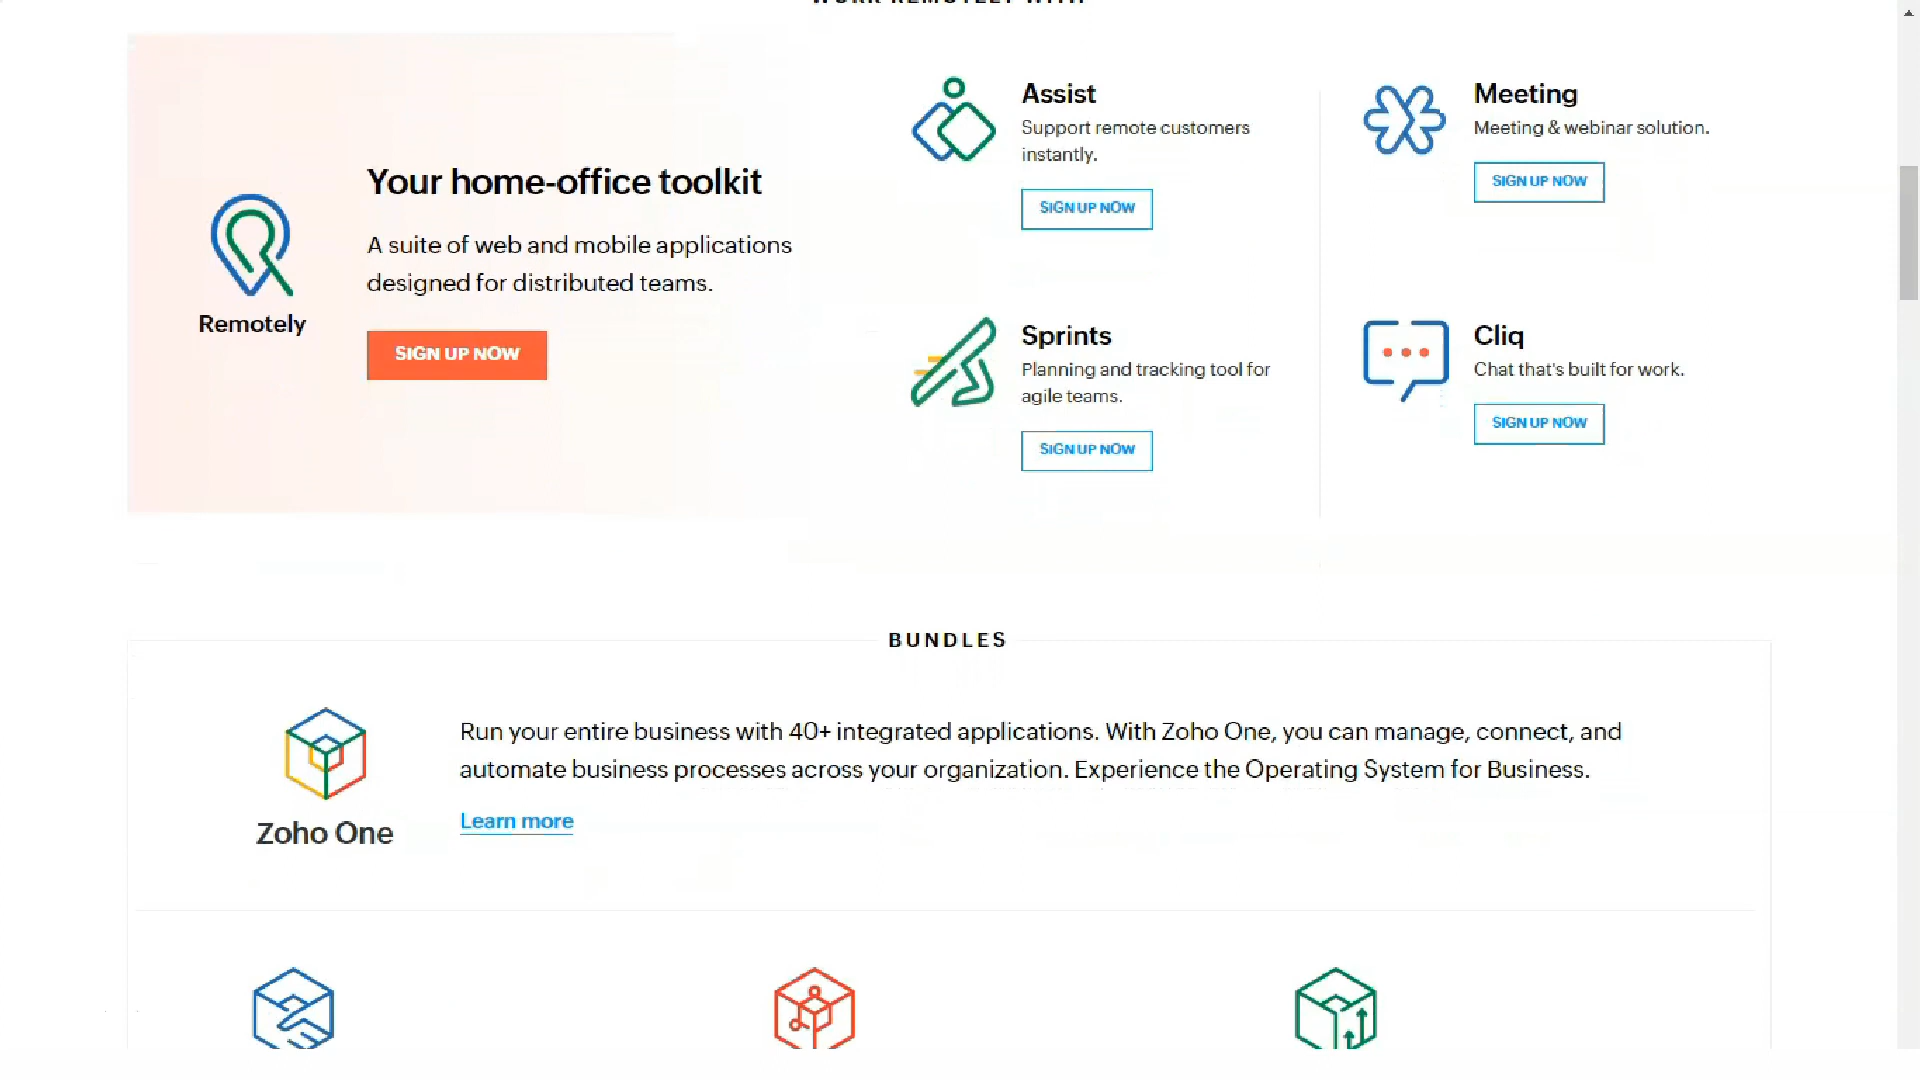 WORK REMOTELY WITH
Remotely
Your home-office toolkit
A suite of web and mobile applications
designed for distributed teams.
SIGN UP NOW
Assist
Support remote customers
instantly.
SIGN UP NOW
Meeting
Meeting & webinar solution.
SIGN UP NOW
Sprints
Planning and tracking tool for
agile teams.
SIGN UP NOW
Cliq
Chat that's built for work.
SIGN UP NOW
BUNDLES
Zoho One
Run your entire business with 40+ integrated applications. With Zoho One, you can manage, connect, and
automate business processes across your organization. Experience the Operating System for Business.
Learn more